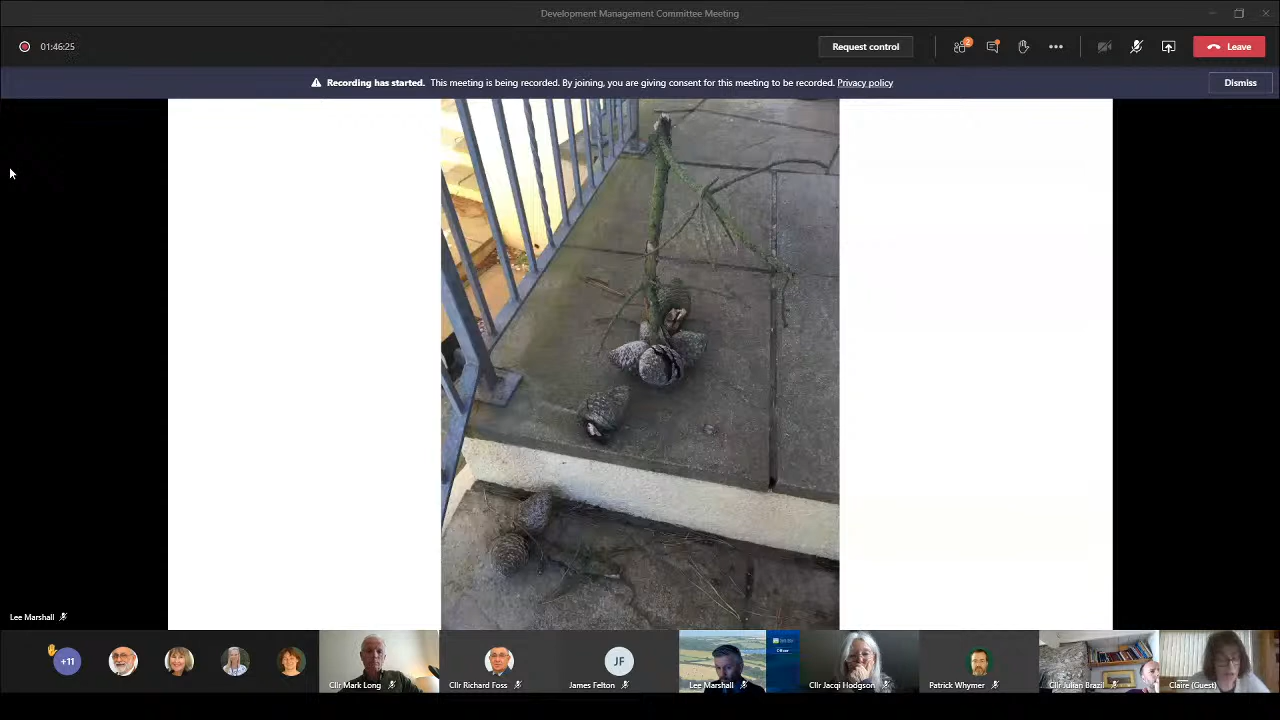 Development Management Committee Meeting
01:46:25
Request control
2
Leave
Recording has started. This meeting is being recorded. By joining, you are giving consent for this meeting to be recorded. Privacy policy
Dismiss
Lee Marshall
+11
Cllr Mark Long
Cllr Richard Foss
JF
James Felton
Lee Marshall
Cllr Jacqi Hodgson
Patrick Whymer
Cllr Julian Brazil
Claire (Guest)